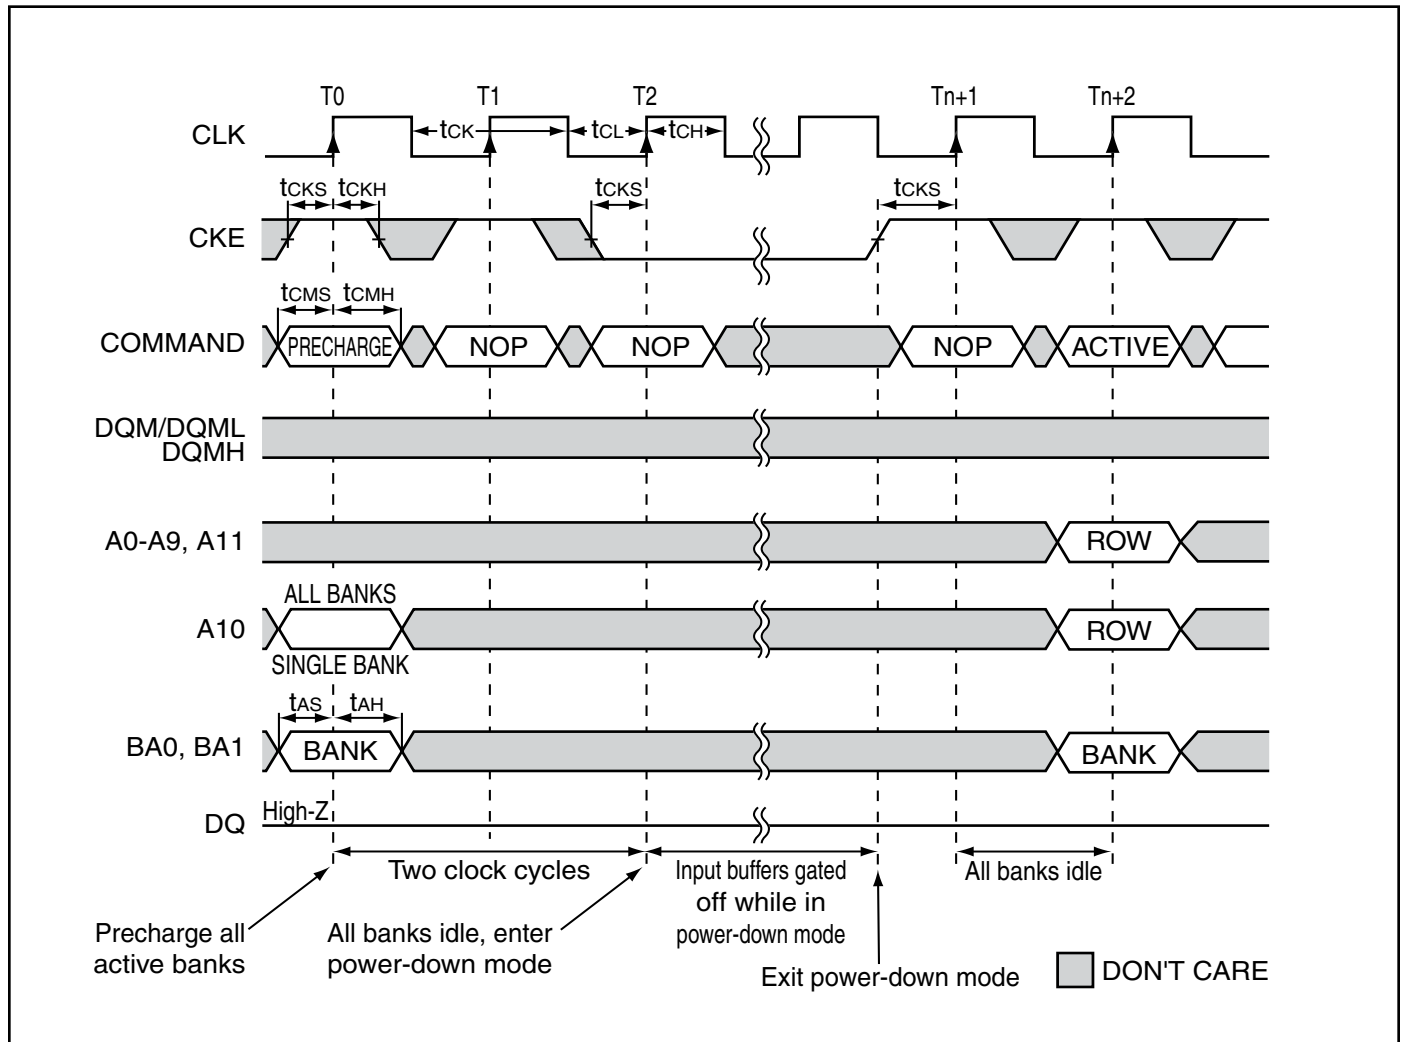 T0 T1 T2 Tn+1 Tn+2
CLK tCK tCL tCH
tCKS tCKH tCKS tCKS
CKE
tCMS tCMH
COMMAND PRECHARGE NOP NOP NOP ACTIVE
DQM/DQML
DQMH
A0-A9, A11 ROW
ALL BANKS
A10 ROW
SINGLE BANK
tAS tAH
BA0, BA1 BANK BANK
High-Z
DQ
Two clock cycles
Input buffers gated
off while in
power-down mode
All banks idle
Precharge all
active banks
All banks idle, enter
power-down mode
Exit power-down mode
DON'T CARE